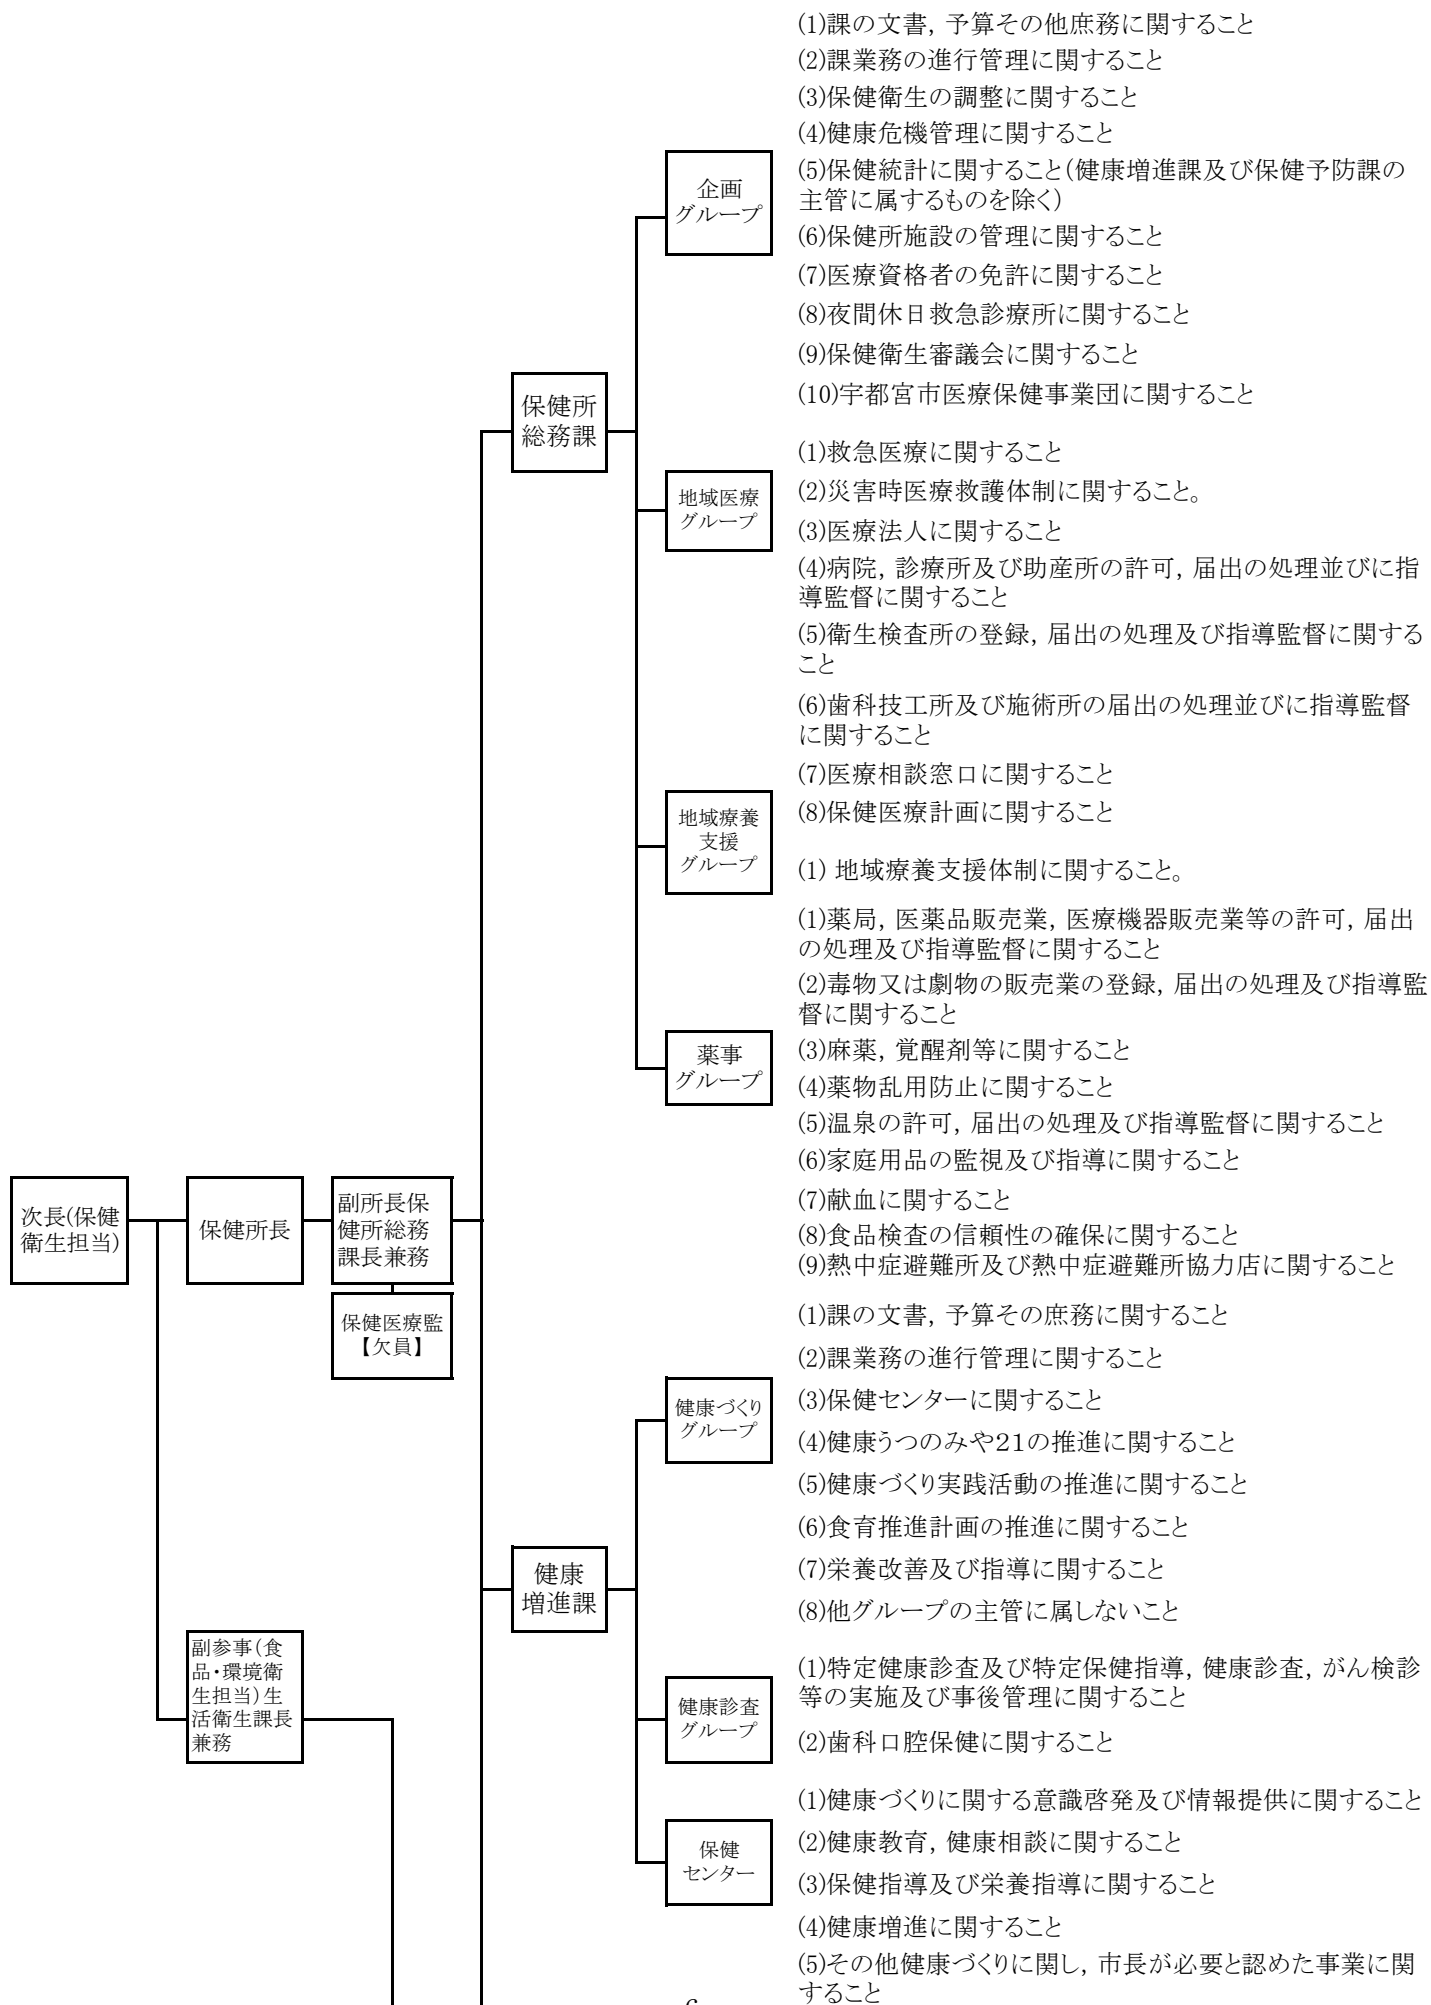 (1)課の文書，予算その他庶務に関すること
(2)課業務の進行管理に関すること
(3)保健衛生の調整に関すること
(4)健康危機管理に関すること
企画
グループ
(5)保健統計に関すること（健康増進課及び保健予防課の
主管に属するものを除く）
(6)保健所施設の管理に関すること
(7)医療資格者の免許に関すること
(8)夜間休日救急診療所に関すること
(9)保健衛生審議会に関すること
(10)宇都宮市医療保健事業団に関すること
保健所
総務課
(1)救急医療に関すること
地域医療
グループ
(2)災害時医療救護体制に関すること。
(3)医療法人に関すること
(4)病院，診療所及び助産所の許可，届出の処理並びに指
導監督に関すること
(5)衛生検査所の登録，届出の処理及び指導監督に関する
こと
(6)歯科技工所及び施術所の届出の処理並びに指導監督
に関すること
(7)医療相談窓口に関すること
(8)保健医療計画に関すること
地域療養
支援
グループ
(1) 地域療養支援体制に関すること。
(1)薬局，医薬品販売業，医療機器販売業等の許可，届出
の処理及び指導監督に関すること
(2)毒物又は劇物の販売業の登録，届出の処理及び指導監
督に関すること
薬事
グループ
(3)麻薬，覚醒剤等に関すること
(4)薬物乱用防止に関すること
(5)温泉の許可，届出の処理及び指導監督に関すること
(6)家庭用品の監視及び指導に関すること
(7)献血に関すること
(8)食品検査の信頼性の確保に関すること
(9)熱中症避難所及び熱中症避難所協力店に関すること
次長(保健
衛生担当)
保健所長
副所長保
健所総務
課長兼務
保健医療監
【欠員】
(1)課の文書，予算その庶務に関すること
(2)課業務の進行管理に関すること
健康づくり
グループ
(3)保健センターに関すること
(4)健康うつのみや21の推進に関すること
(5)健康づくり実践活動の推進に関すること
(6)食育推進計画の推進に関すること
(7)栄養改善及び指導に関すること
(8)他グループの主管に属しないこと
健康
増進課
副参事（食
品・環境衛
生担当）生
活衛生課長
兼務
健康診査
グループ
(1)特定健康診査及び特定保健指導，健康診査，がん検診
等の実施及び事後管理に関すること
(2)歯科口腔保健に関すること
保健
センター
(1)健康づくりに関する意識啓発及び情報提供に関すること
(2)健康教育，健康相談に関すること
(3)保健指導及び栄養指導に関すること
(4)健康増進に関すること
(5)その他健康づくりに関し，市長が必要と認めた事業に関
すること